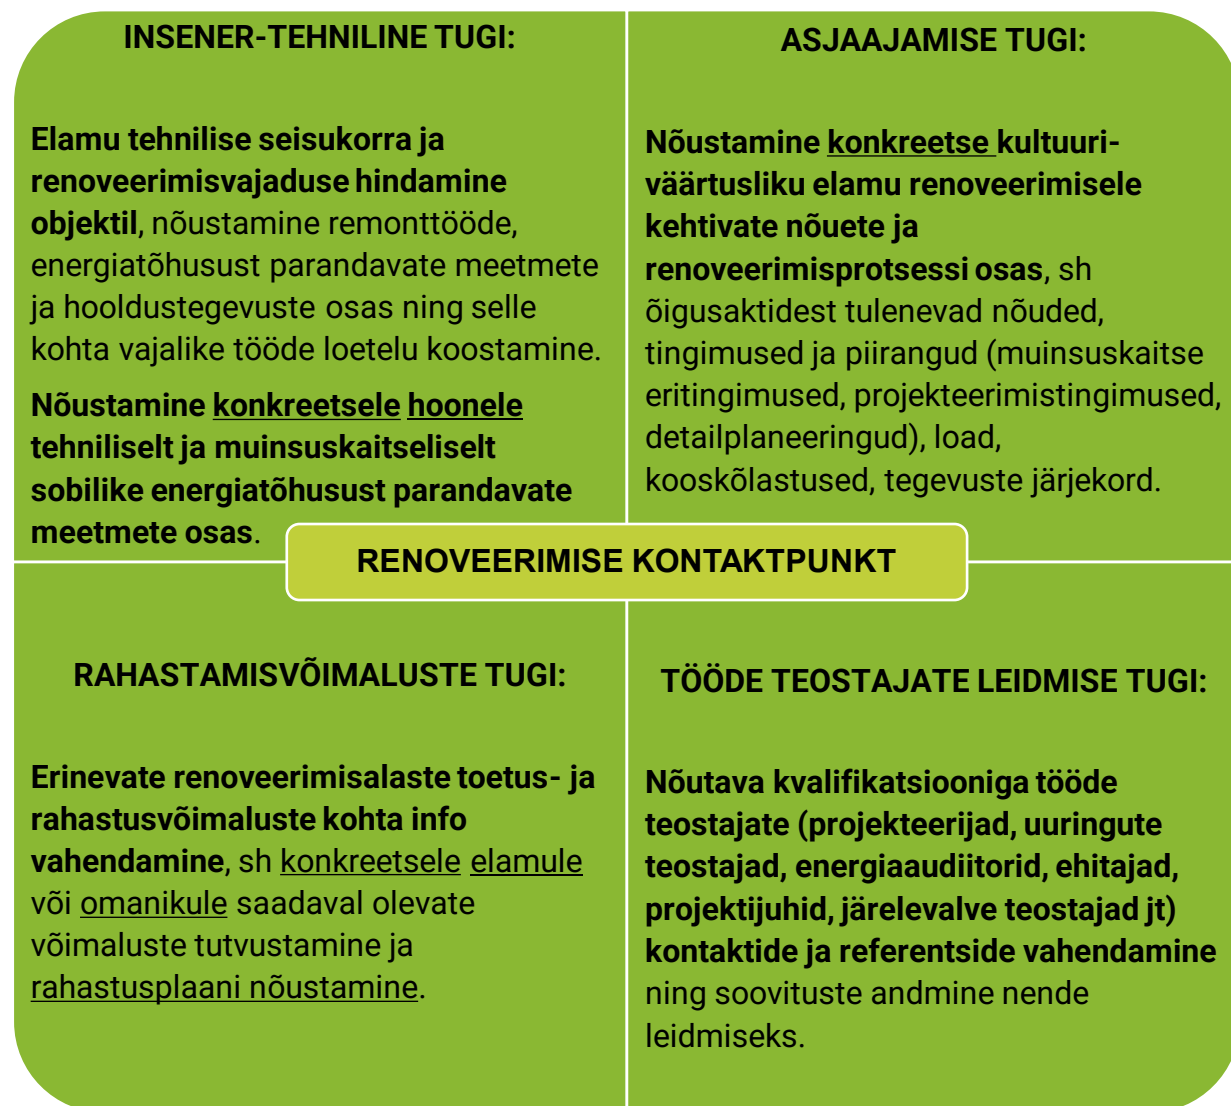 INSENER-TEHNILINE TUGI:
Elamu tehnilise seisukorra ja
renoveerimisvajaduse hindamine
objektil, nõustamine remonttööde,
energiatõhusust parandavate meetmete
ja hooldustegevuste osas ning selle
kohta vajalike tööde loetelu koostamine.
Nõustamine konkreetsele hoonele
tehniliselt ja muinsuskaitseliselt
sobilike energiatõhusust parandavate
meetmete osas.
ASJAAJAMISE TUGI:
Nõustamine konkreetse kultuuri-
väärtusliku elamu renoveerimisele
kehtivate nõuete ja
renoveerimisprotsessi osas, sh
õigusaktidest tulenevad nõuded,
tingimused ja piirangud (muinsuskaitse
eritingimused, projekteerimistingimused,
detailplaneeringud), load,
kooskõlastused, tegevuste järjekord.
RENOVEERIMISE KONTAKTPUNKT
RAHASTAMISVÕIMALUSTE TUGI:
Erinevate renoveerimisalaste toetus- ja
rahastusvõimaluste kohta info
vahendamine, sh konkreetsele elamule
või omanikule saadaval olevate
võimaluste tutvustamine ja
rahastusplaani nõustamine.
TÖÖDE TEOSTAJATE LEIDMISE TUGI:
Nõutava kvalifikatsiooniga tööde
teostajate (projekteerijad, uuringute
teostajad, energiaaudiitorid, ehitajad,
projektijuhid, järelevalve teostajad jt)
kontaktide ja referentside vahendamine
ning soovituste andmine nende
leidmiseks.